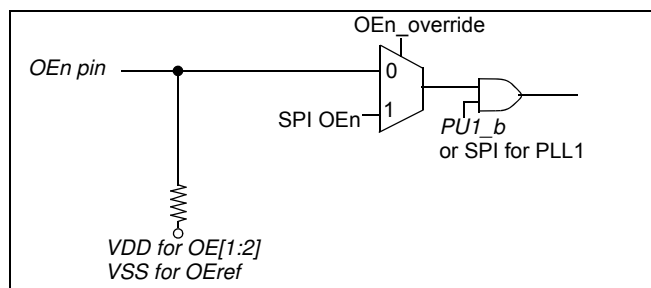 OEn_override
OEn pin
0
1
SPI OEn
PU1_b
or SPI for PLL1
VDD for OE[1:2]
VSS for OEref